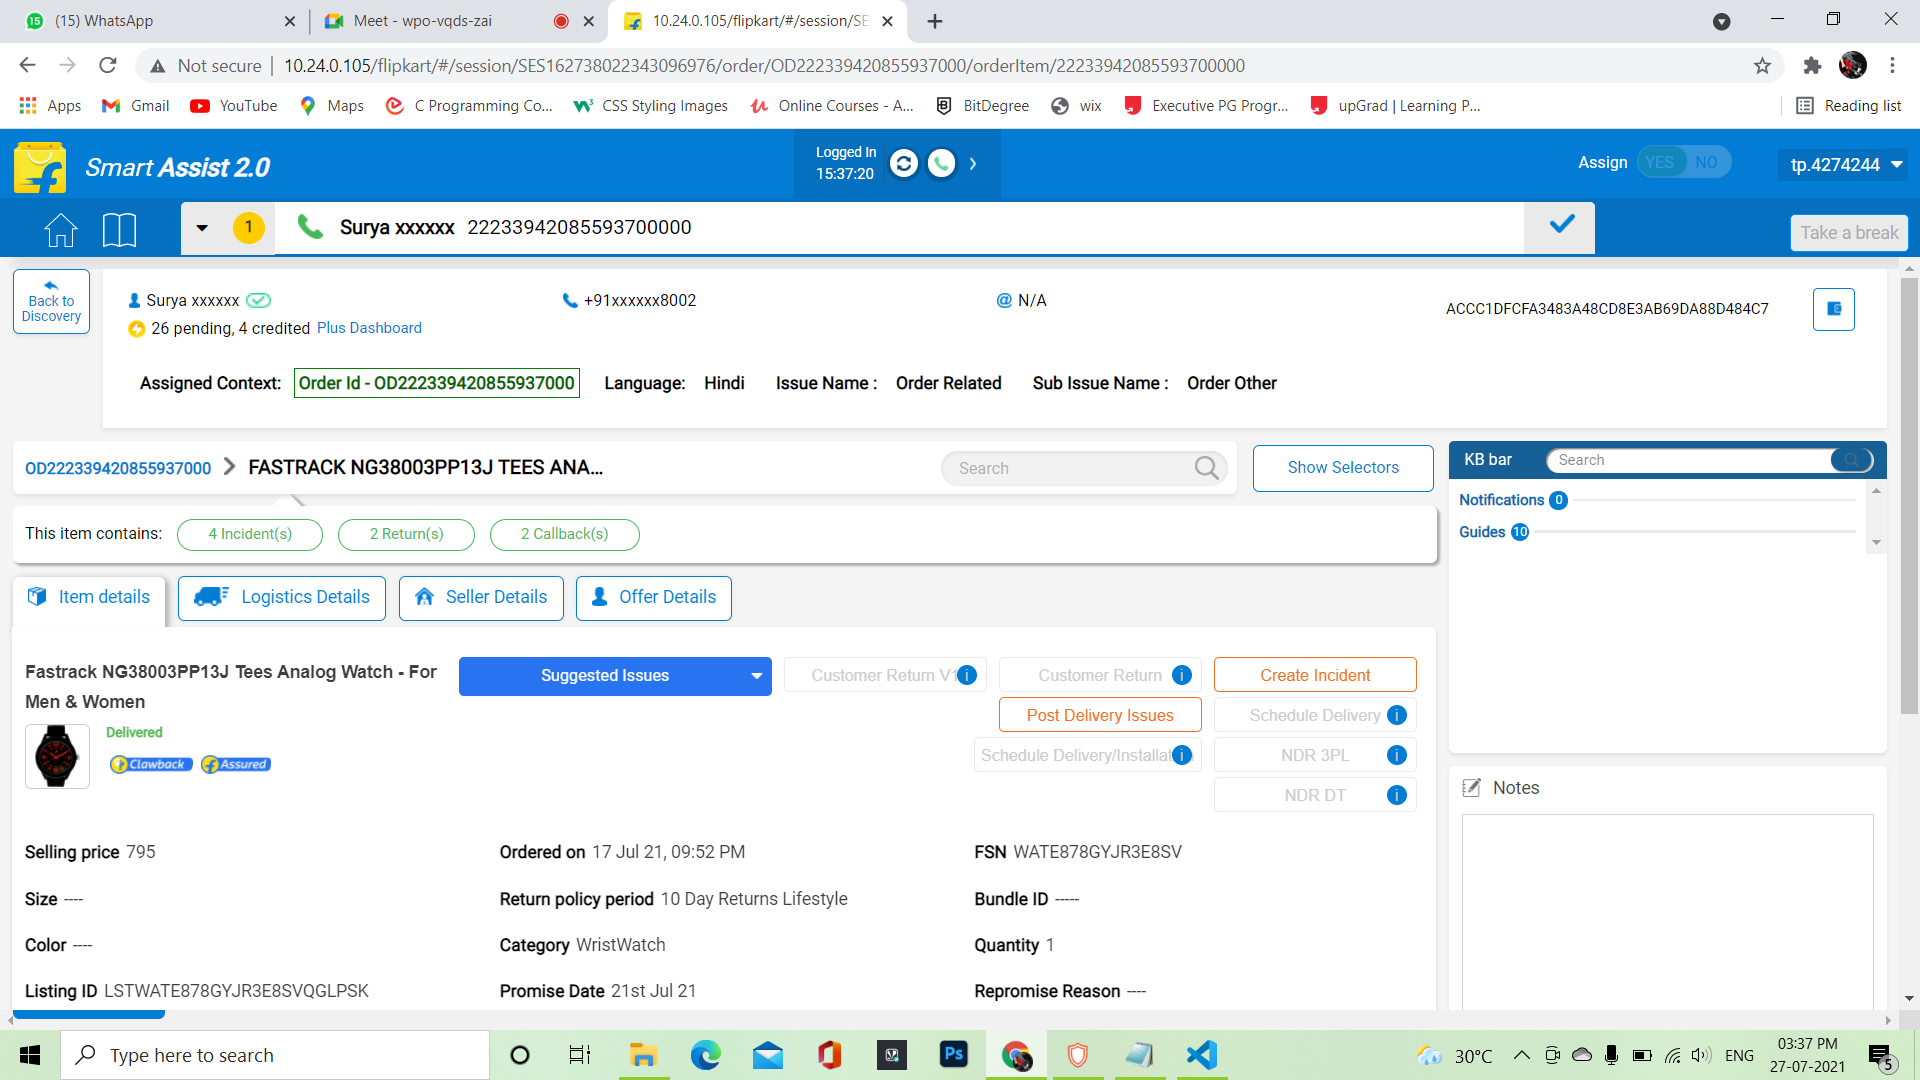 (15) WhatsApp
Meet - wpo-vqds-zai
10.24.0.105/flipkart/#/session/SE
Not secure
10.24.0.105/flipkart/#/session/SES162738022343096976/order/OD222339420855937000/orderItem/22233942085593700000
Apps
Gmail
YouTube
Maps
C Programming Co...
CSS Styling Images
Online Courses - A...
BitDegree
wix
Executive PG Progr...
upGrad | Learning P...
Reading list
Smart Assist 2.0
Logged In
15:37:20
Assign YES NO
tp.4274244
1
Surya xxxxxx 22233942085593700000
Take a break
Back to
Discovery
Surya xxxxxx
+91xxxxxx8002
@ N/A
ACCC1DFCFA3483A48CD8E3AB69DA88D484C7
26 pending, 4 credited Plus Dashboard
Assigned Context: Order Id - OD222339420855937000 Language: Hindi Issue Name : Order Related Sub Issue Name : Order Other
OD222339420855937000 FASTRACK NG38003PP13J TEES ANA...
Search
Show Selectors
KB bar
Search
Notifications 0
Guides 10
This item contains: 4 Incident(s) 2 Return(s) 2 Callback(s)
Item details
Logistics Details
Seller Details
Offer Details
Fastrack NG38003PP13J Tees Analog Watch - For
Men & Women
Delivered
Clawback
Assured
Suggested Issues
Customer Return V1
Customer Return
Create Incident
Post Delivery Issues
Schedule Delivery
Schedule Delivery/Installat
NDR 3PL
NDR DT
Notes
Selling price 795
Ordered on 17 Jul 21, 09:52 PM
FSN WATE878GYJR3E8SV
Size ----
Return policy period 10 Day Returns Lifestyle
Bundle ID -----
Color ----
Category WristWatch
Quantity 1
Listing ID LSTWATE878GYJR3E8SVQGLPSK
Promise Date 21st Jul 21
Repromise Reason ----
Type here to search
Ps
30°C
ENG
03:37 PM
27-07-2021
5